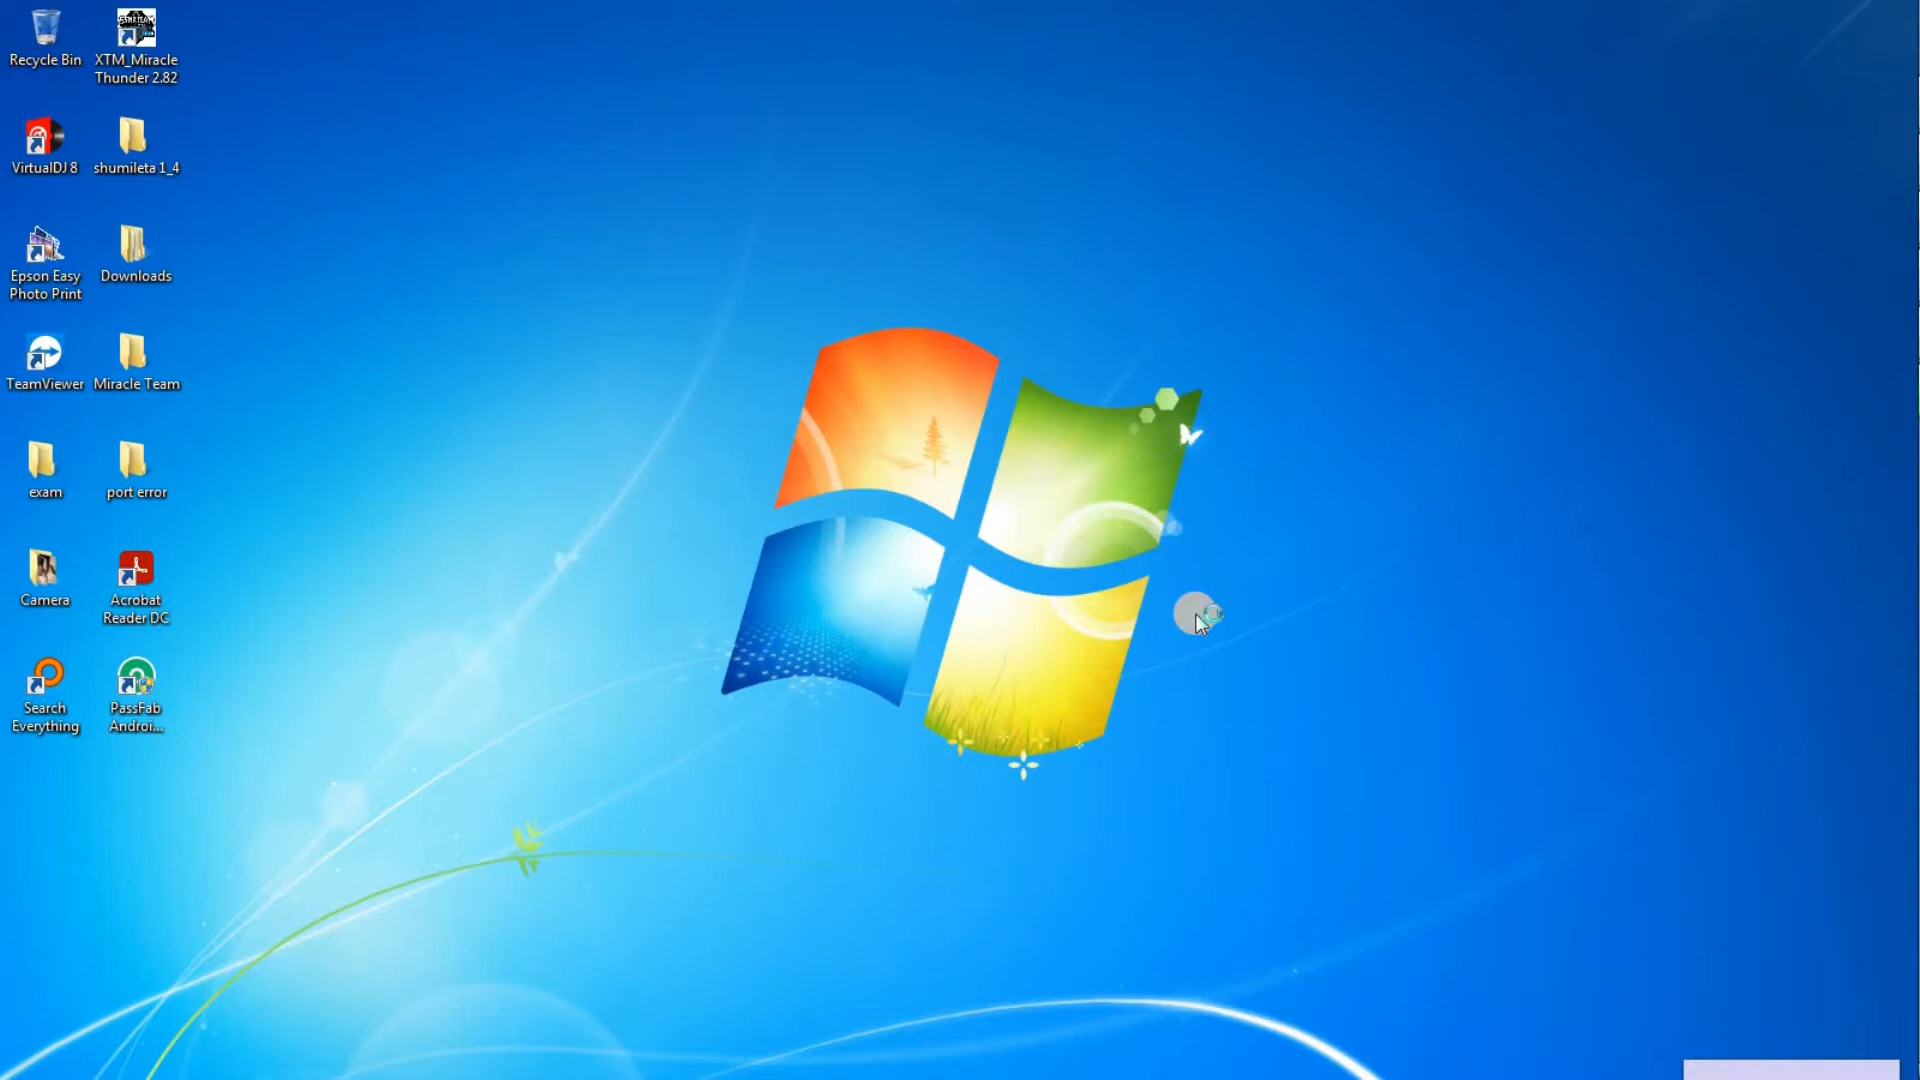 Recycle Bin
XTM_Miracle
Thunder 2.82
VirtualDJ 8
shumileta 1_4
Epson Easy
Photo Print
Downloads
TeamViewer
Miracle Team
exam
port error
Camera
Acrobat
Reader DC
Search
Everything
PassFab
Androi...